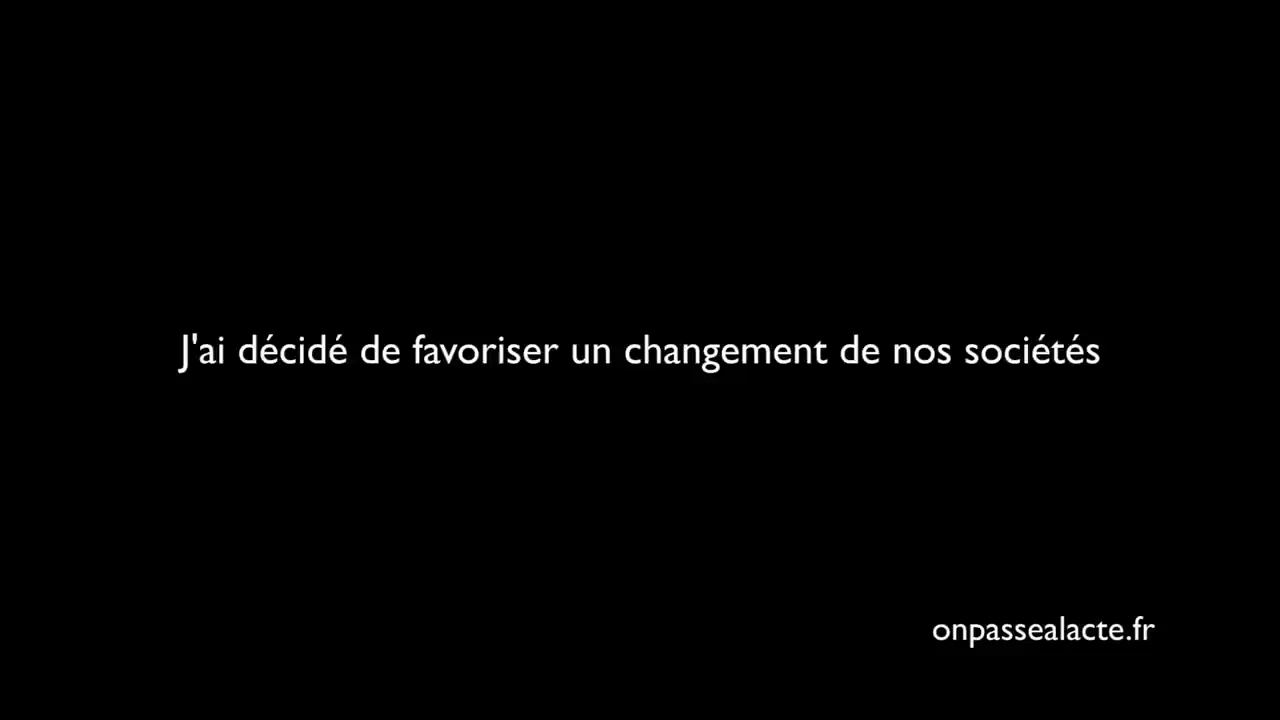 J'ai décidé de favoriser un changement de nos sociétés
onpassealacte.fr